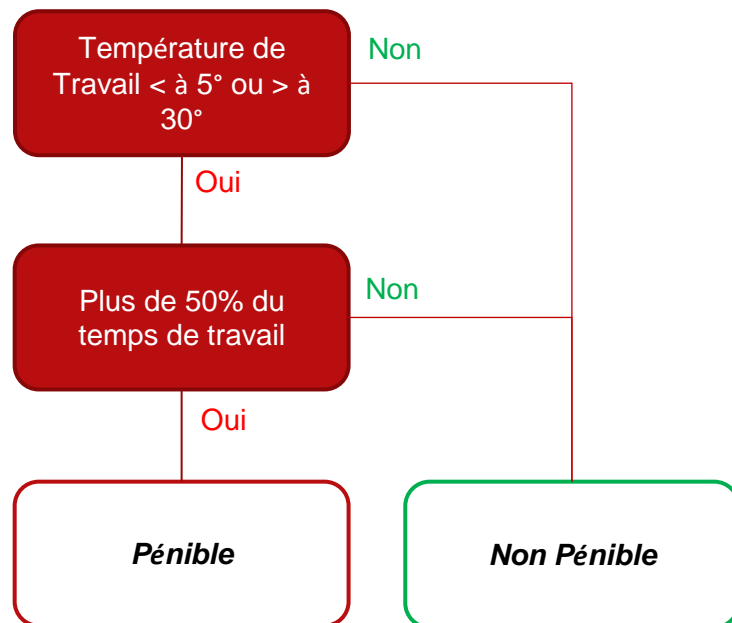 Température de
Travail < à 5° ou > à
30°
Non
Oui
Plus de 50% du
temps de travail
Non
Oui
Pénible
Non Pénible